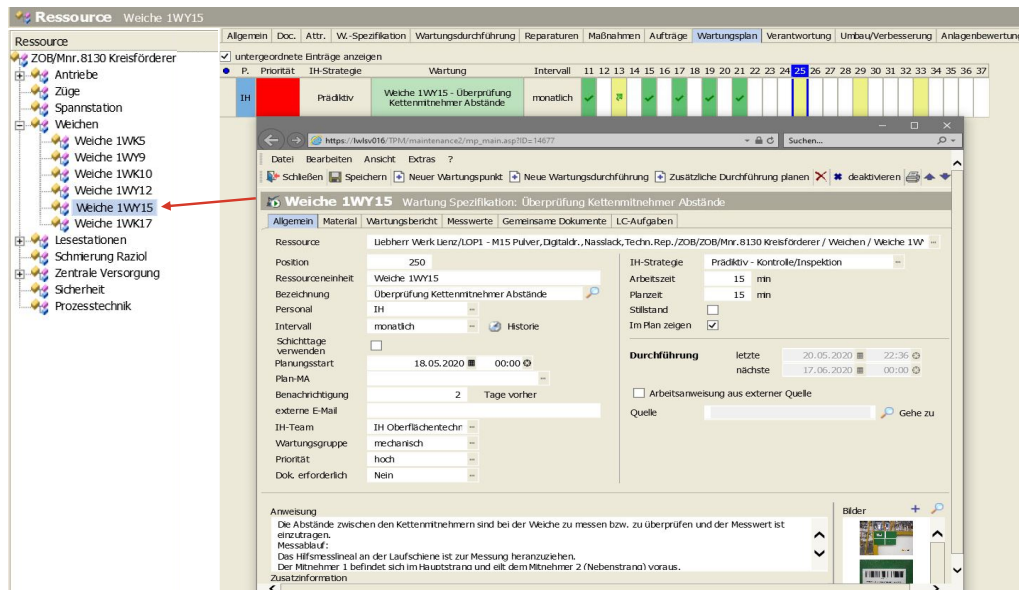 Ressource Weiche 1WY15
Ressource
ZOB/Mnr.8130 Kreisförderer
Antriebe
Züge
Spannstation
Weichen
Weiche 1WK5
Weiche 1WY9
Weiche 1WK10
Weiche 1WY12
Weiche 1WY15
Weiche 1WK17
Lesestationen
Schmierung Raziol
Zentrale Versorgung
Sicherheit
Prozesstechnik
Allgemein Doc. Attr. W.-Spezifikation Wartungsdurchführung Reparaturen Maßnahmen Aufträge Wartungsplan Verantwortung Umbau/Verbesserung Anlagenbewertung
untergeordnete Einträge anzeigen
P. Priorität IH-Strategie Wartung Intervall 11 12 13 14 15 16 17 18 19 20 21 22 23 24 25 26 27 28 29 30 31 32 33 34 35 36 37
IH Prädiktiv Weiche 1WY15 - Überprüfung Kettenmitnehmer Abstände monatlich
https://lwlsv016/TPM/maintenance2/mp_main.asp?ID=14677 Suchen...
Datei Bearbeiten Ansicht Extras ?
Schließen Speichern Neuer Wartungspunkt Neue Wartungsdurchführung Zusätzliche Durchführung planen deaktivieren
Weiche 1WY15 Wartung Spezifikation: Überprüfung Kettenmitnehmer Abstände
Allgemein Material Wartungsbericht Messwerte Gemeinsame Dokumente LC-Aufgaben
Ressource Liebherr Werk Lienz/LOP1 - M15 Pulver,Digitaldr.,Nasslack,Techn.Rep./ZOB/ZOB/Mnr.8130 Kreisförderer / Weichen / Weiche 1W
Position 250
Ressourceneinheit Weiche 1WY15
Bezeichnung Überprüfung Kettenmitnehmer Abstände
Personal IH
Intervall monatlich Historie
Schichttage verwenden
Planungsstart 18.05.2020 00:00
Plan-MA
Benachrichtigung 2 Tage vorher
externe E-Mail
IH-Team IH Oberflächentechr
Wartungsgruppe mechanisch
Priorität hoch
Dok. erforderlich Nein
IH-Strategie Prädiktiv - Kontrolle/Inspektion
Arbeitszeit 15 min
Planzeit 15 min
Stillstand
Im Plan zeigen
Durchführung letzte 20.05.2020 22:36
nächste 17.06.2020 00:00
Arbeitsanweisung aus externer Quelle
Quelle Gehe zu
Anweisung
Die Abstände zwischen den Kettenmitnehmern sind bei der Weiche zu messen bzw. zu überprüfen und der Messwert ist
einzutragen.
Messablauf:
Das Hilfsmesslineal an der Laufschiene ist zur Messung heranzuziehen.
Der Mitnehmer 1 befindet sich im Hauptstrang und eilt dem Mitnehmer 2 (Nebenstrang) voraus.
Zusatzinformation
Bilder